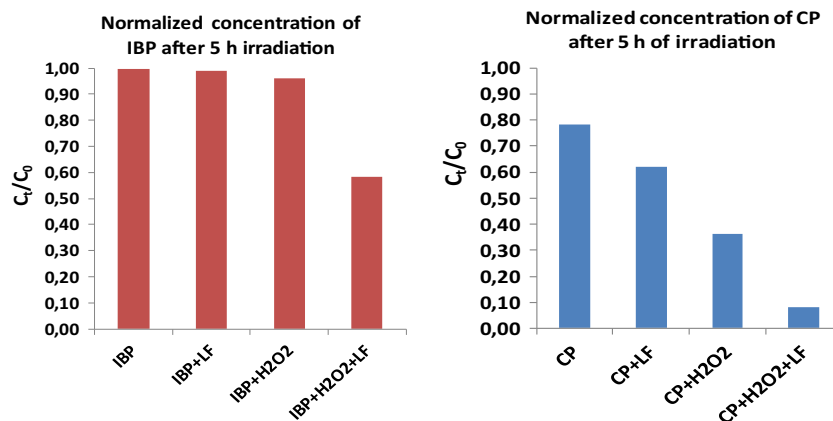 Normalized concentration of
IBP after 5 h irradiation
1,00
0,90
0,80
0,70
0,60
0,50
0,40
0,30
0,20
0,10
0,00
Ct/C0
IBP
IBP+LF
IBP+H2O2
IBP+H2O2+LF
Normalized concentration of CP
after 5 h of irradiation
1,00
0,90
0,80
0,70
0,60
0,50
0,40
0,30
0,20
0,10
0,00
Ct/C0
CP
CP+LF
CP+H2O2
CP+H2O2+LF